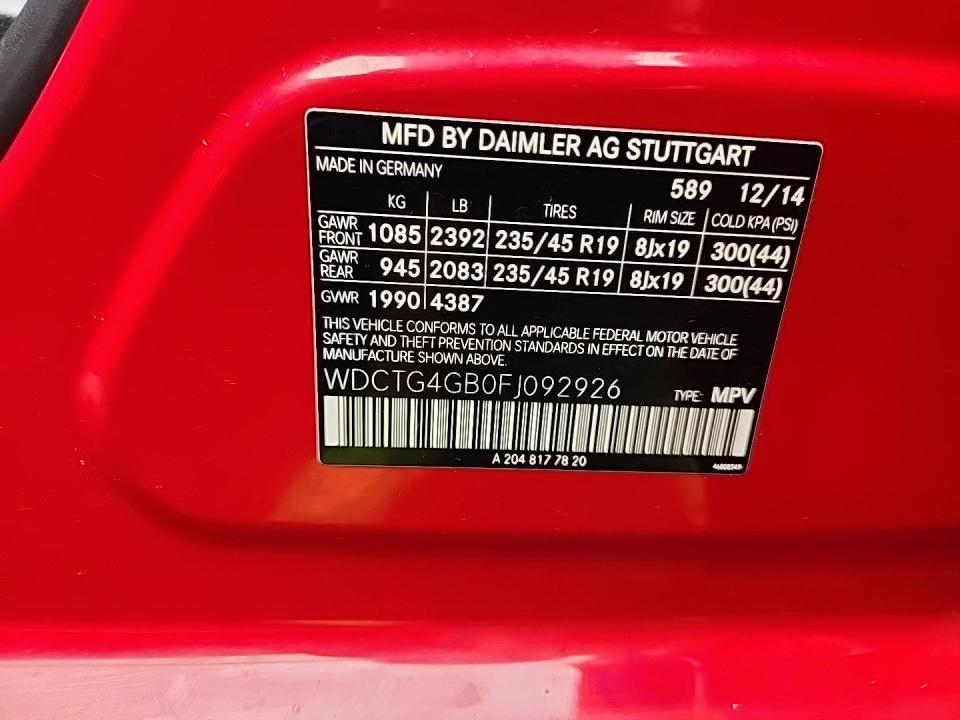 MFD BY DAIMLER AG STUTTGART
MADE IN GERMANY
589 12/14
KG LB TIRES RIM SIZE COLD KPA (PSI)
GAWR FRONT 1085 2392 235/45 R19 8Jx19 300(44)
GAWR REAR 945 2083 235/45 R19 8Jx19 300(44)
GVWR 1990 4387
THIS VEHICLE CONFORMS TO ALL APPLICABLE FEDERAL MOTOR VEHICLE
SAFETY AND THEFT PREVENTION STANDARDS IN EFFECT ON THE DATE OF
MANUFACTURE SHOWN ABOVE.
WDCTG4GB0FJ092926 TYPE: MPV
A 204 817 78 20